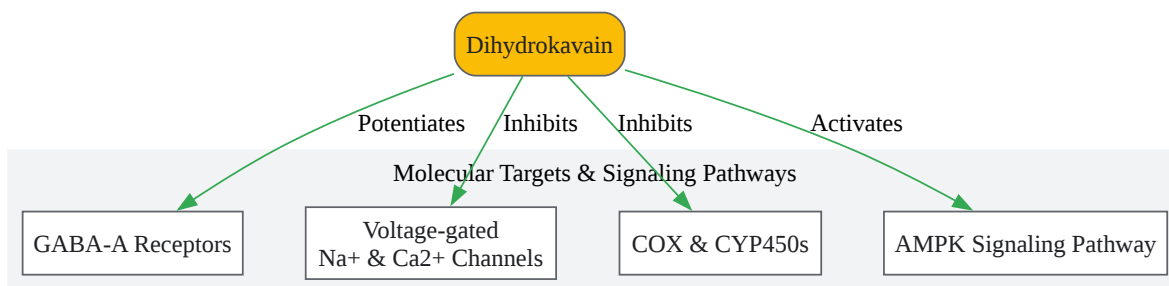 Dihydrokavain
Potentiates
Inhibits
Inhibits
Activates
Molecular Targets & Signaling Pathways
GABA-A Receptors
Voltage-gated
Na+ & Ca2+ Channels
COX & CYP450s
AMPK Signaling Pathway